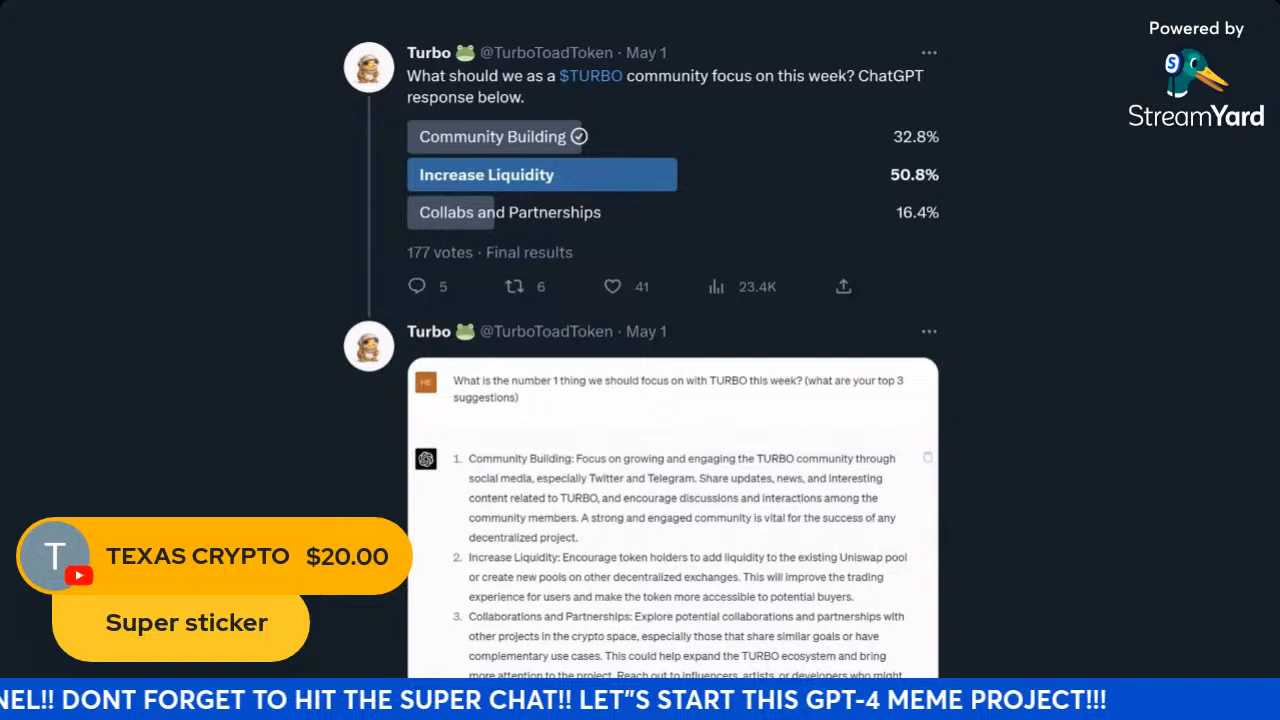 Powered by
StreamYard
Turbo 🐸 @TurboToadToken · May 1
What should we as a $TURBO community focus on this week? ChatGPT
response below.
Community Building 32.8%
Increase Liquidity 50.8%
Collabs and Partnerships 16.4%
177 votes · Final results
5 6 41 23.4K
Turbo 🐸 @TurboToadToken · May 1
HE
What is the number 1 thing we should focus on with TURBO this week? (what are your top 3
suggestions)
1. Community Building: Focus on growing and engaging the TURBO community through
social media, especially Twitter and Telegram. Share updates, news, and interesting
content related to TURBO, and encourage discussions and interactions among the
community members. A strong and engaged community is vital for the success of any
decentralized project.
2. Increase Liquidity: Encourage token holders to add liquidity to the existing Uniswap pool
or create new pools on other decentralized exchanges. This will improve the trading
experience for users and make the token more accessible to potential buyers.
3. Collaborations and Partnerships: Explore potential collaborations and partnerships with
other projects in the crypto space, especially those that share similar goals or have
complementary use cases. This could help expand the TURBO ecosystem and bring
more attention to the project. Reach out to influencers, artists, or developers who might
T
TEXAS CRYPTO $20.00
Super sticker
NEL!! DONT FORGET TO HIT THE SUPER CHAT!! LET"S START THIS GPT-4 MEME PROJECT!!!